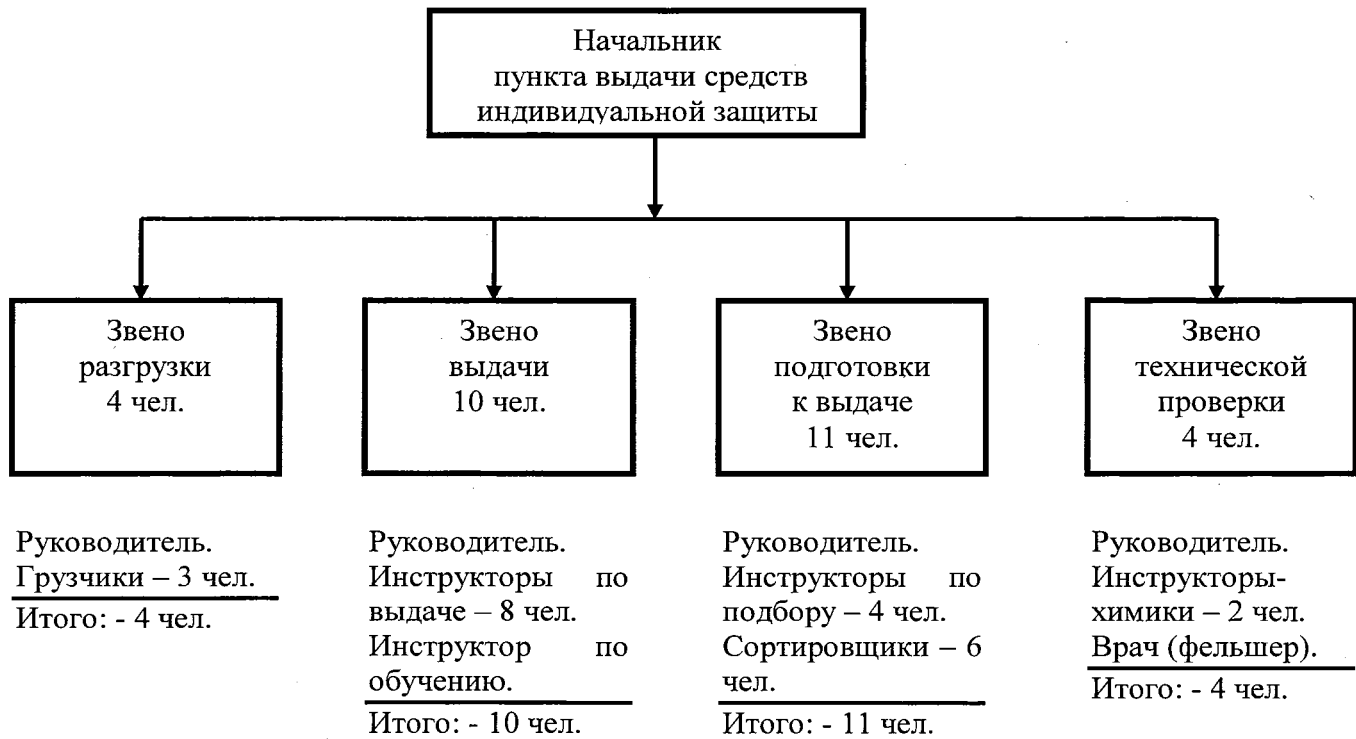 Начальник
пункта выдачи средств
индивидуальной защиты
Звено
разгрузки
4 чел.
Звено
выдачи
10 чел.
Звено
подготовки
к выдаче
11 чел.
Звено
технической
проверки
4 чел.
Руководитель.
Грузчики – 3 чел.
Итого: - 4 чел.
Руководитель.
Инструкторы по
выдаче – 8 чел.
Инструктор по
обучению.
Итого: - 10 чел.
Руководитель.
Инструкторы по
подбору – 4 чел.
Сортировщики – 6
чел.
Итого: - 11 чел.
Руководитель.
Инструкторы-
химики – 2 чел.
Врач (фельшер).
Итого: - 4 чел.